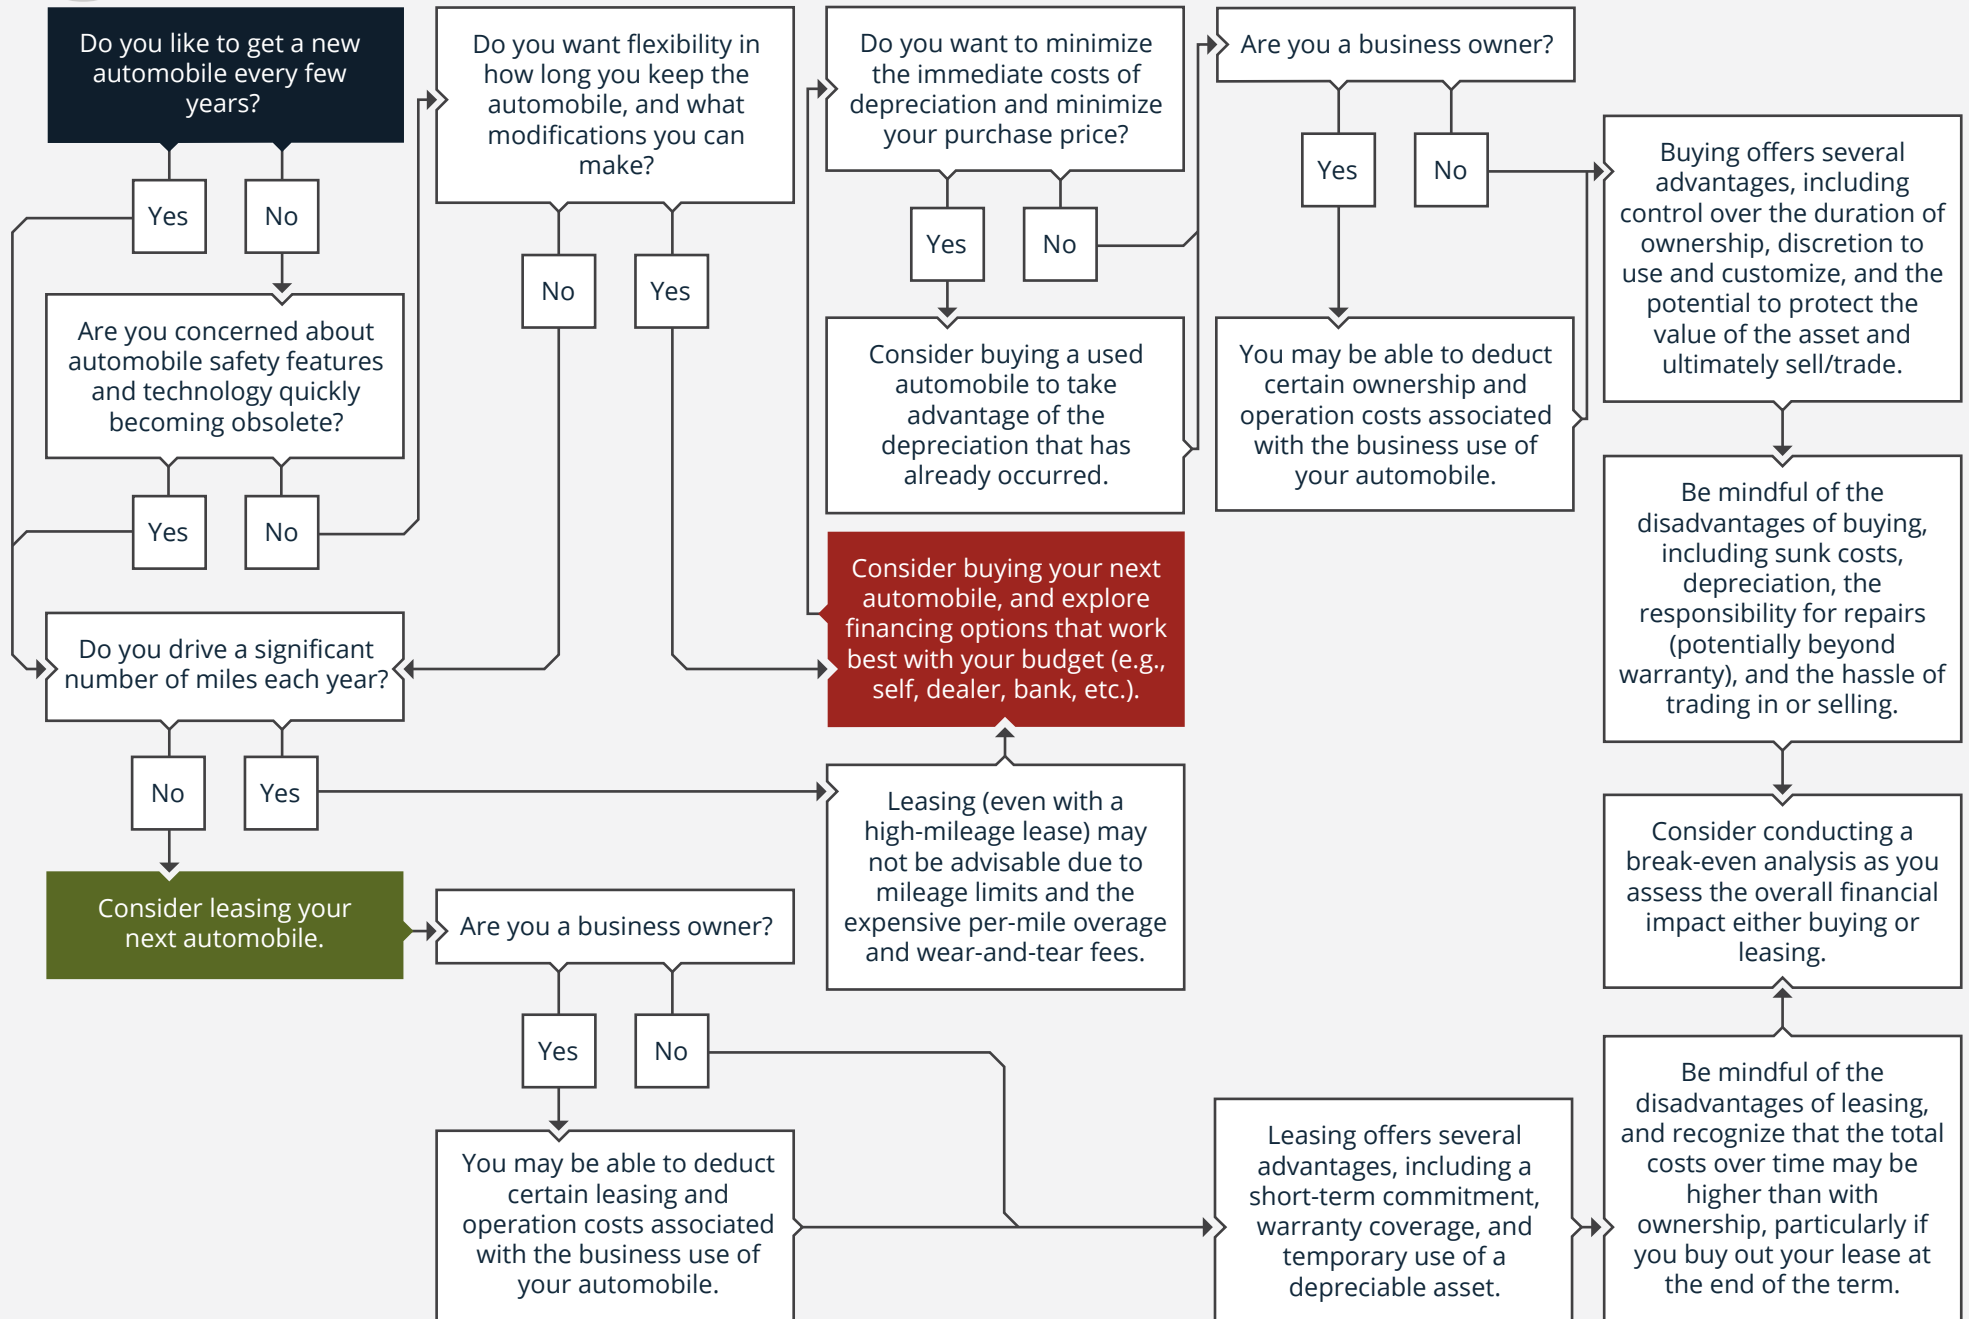 Do you like to get a new
automobile every few
years?
Yes
No
Are you concerned about
automobile safety features
and technology quickly
becoming obsolete?
Yes
No
Do you drive a significant
number of miles each year?
No
Yes
Consider leasing your
next automobile.
Do you want flexibility in
how long you keep the
automobile, and what
modifications you can
make?
No
Yes
Are you a business owner?
Yes
No
You may be able to deduct
certain leasing and
operation costs associated
with the business use of
your automobile.
Do you want to minimize
the immediate costs of
depreciation and minimize
your purchase price?
Yes
No
Consider buying a used
automobile to take
advantage of the
depreciation that has
already occurred.
Consider buying your next
automobile, and explore
financing options that work
best with your budget (e.g.,
self, dealer, bank, etc.).
Leasing (even with a
high-mileage lease) may
not be advisable due to
mileage limits and the
expensive per-mile overage
and wear-and-tear fees.
Are you a business owner?
Yes
No
You may be able to deduct
certain ownership and
operation costs associated
with the business use of
your automobile.
Leasing offers several
advantages, including a
short-term commitment,
warranty coverage, and
temporary use of a
depreciable asset.
Buying offers several
advantages, including
control over the duration of
ownership, discretion to
use and customize, and the
potential to protect the
value of the asset and
ultimately sell/trade.
Be mindful of the
disadvantages of buying,
including sunk costs,
depreciation, the
responsibility for repairs
(potentially beyond
warranty), and the hassle of
trading in or selling.
Consider conducting a
break-even analysis as you
assess the overall financial
impact either buying or
leasing.
Be mindful of the
disadvantages of leasing,
and recognize that the total
costs over time may be
higher than with
ownership, particularly if
you buy out your lease at
the end of the term.